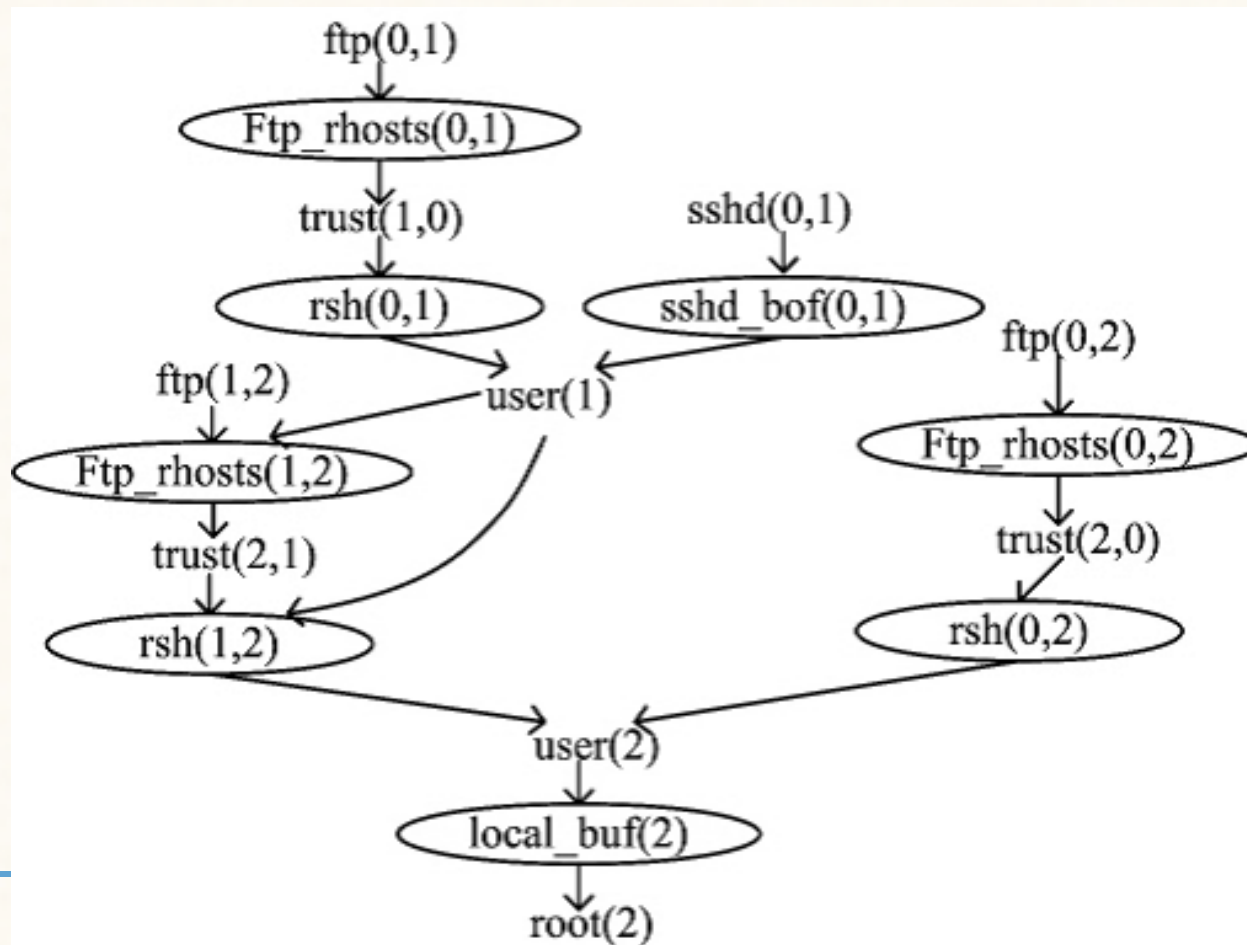 ftp(0,1)
Ftp_rhosts(0,1)
trust(1,0)
sshd(0,1)
rsh(0,1)
sshd_bof(0,1)
ftp(0,2)
ftp(1,2)
user(1)
Ftp_rhosts(0,2)
Ftp_rhosts(1,2)
trust(2,1)
trust(2,0)
rsh(1,2)
rsh(0,2)
user(2)
local_buf(2)
root(2)